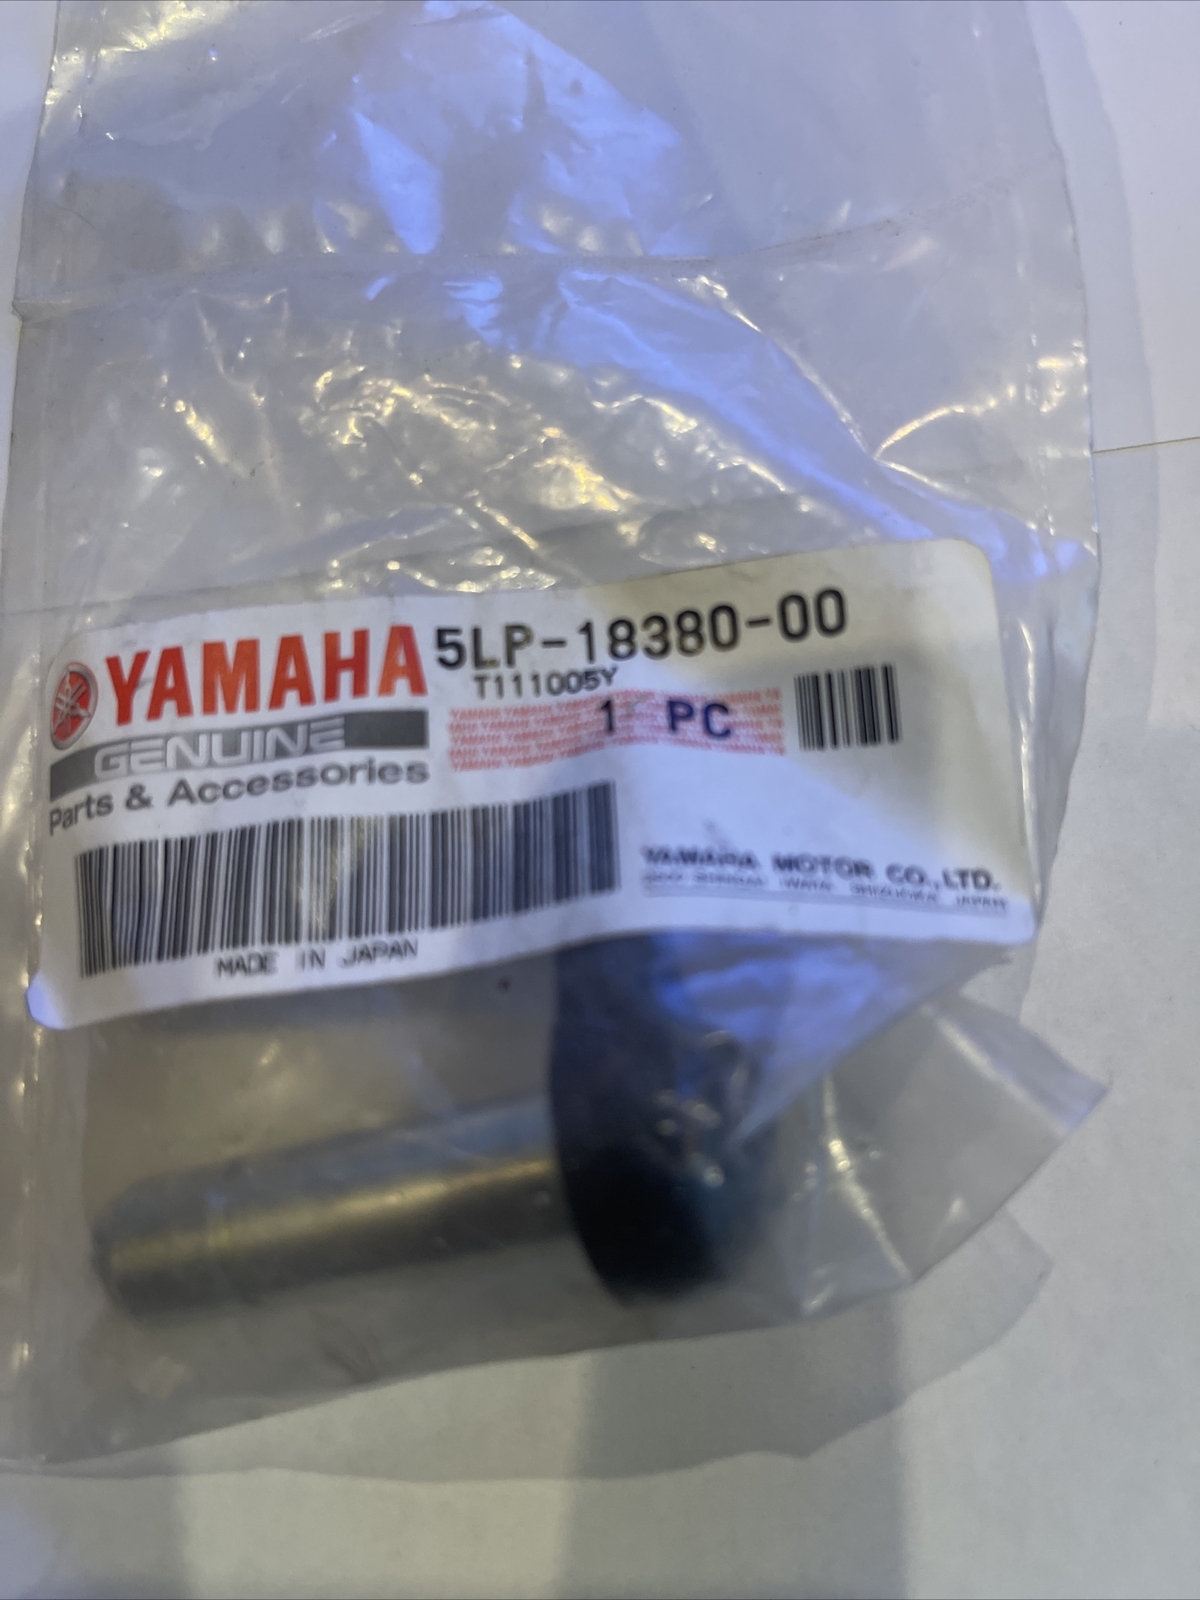 YAMAHA 5LP-18380-00
T111005Y
1 PC
GENUINE
Parts & Accessories
YAMAHA MOTOR CO., LTD.
MADE IN JAPAN